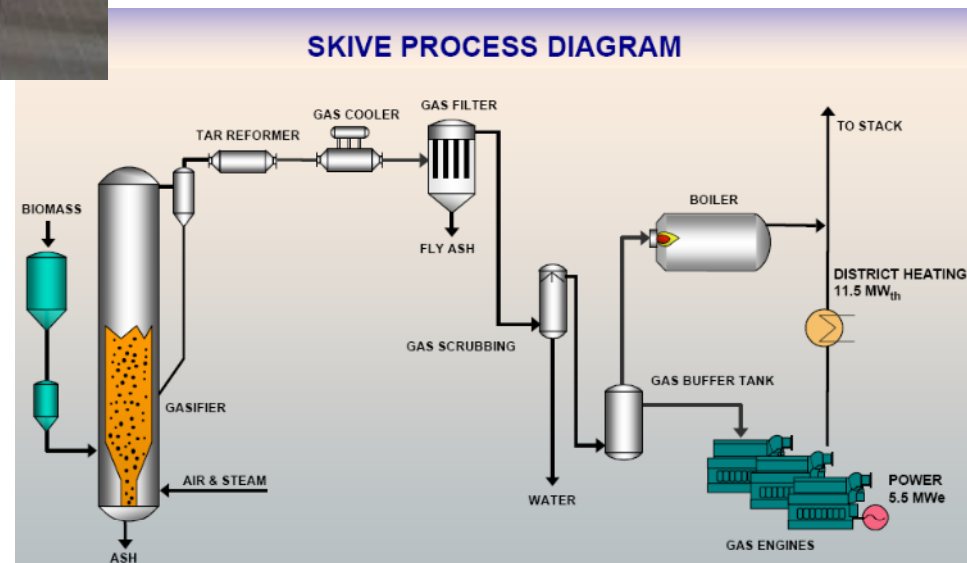 SKIVE PROCESS DIAGRAM
GAS FILTER
GAS COOLER
TAR REFORMER
TO STACK
BIOMASS
BOILER
FLY ASH
DISTRICT HEATING
11.5 MWth
GAS SCRUBBING
GAS BUFFER TANK
GASIFIER
AIR & STEAM
POWER
5.5 MWe
WATER
GAS ENGINES
ASH